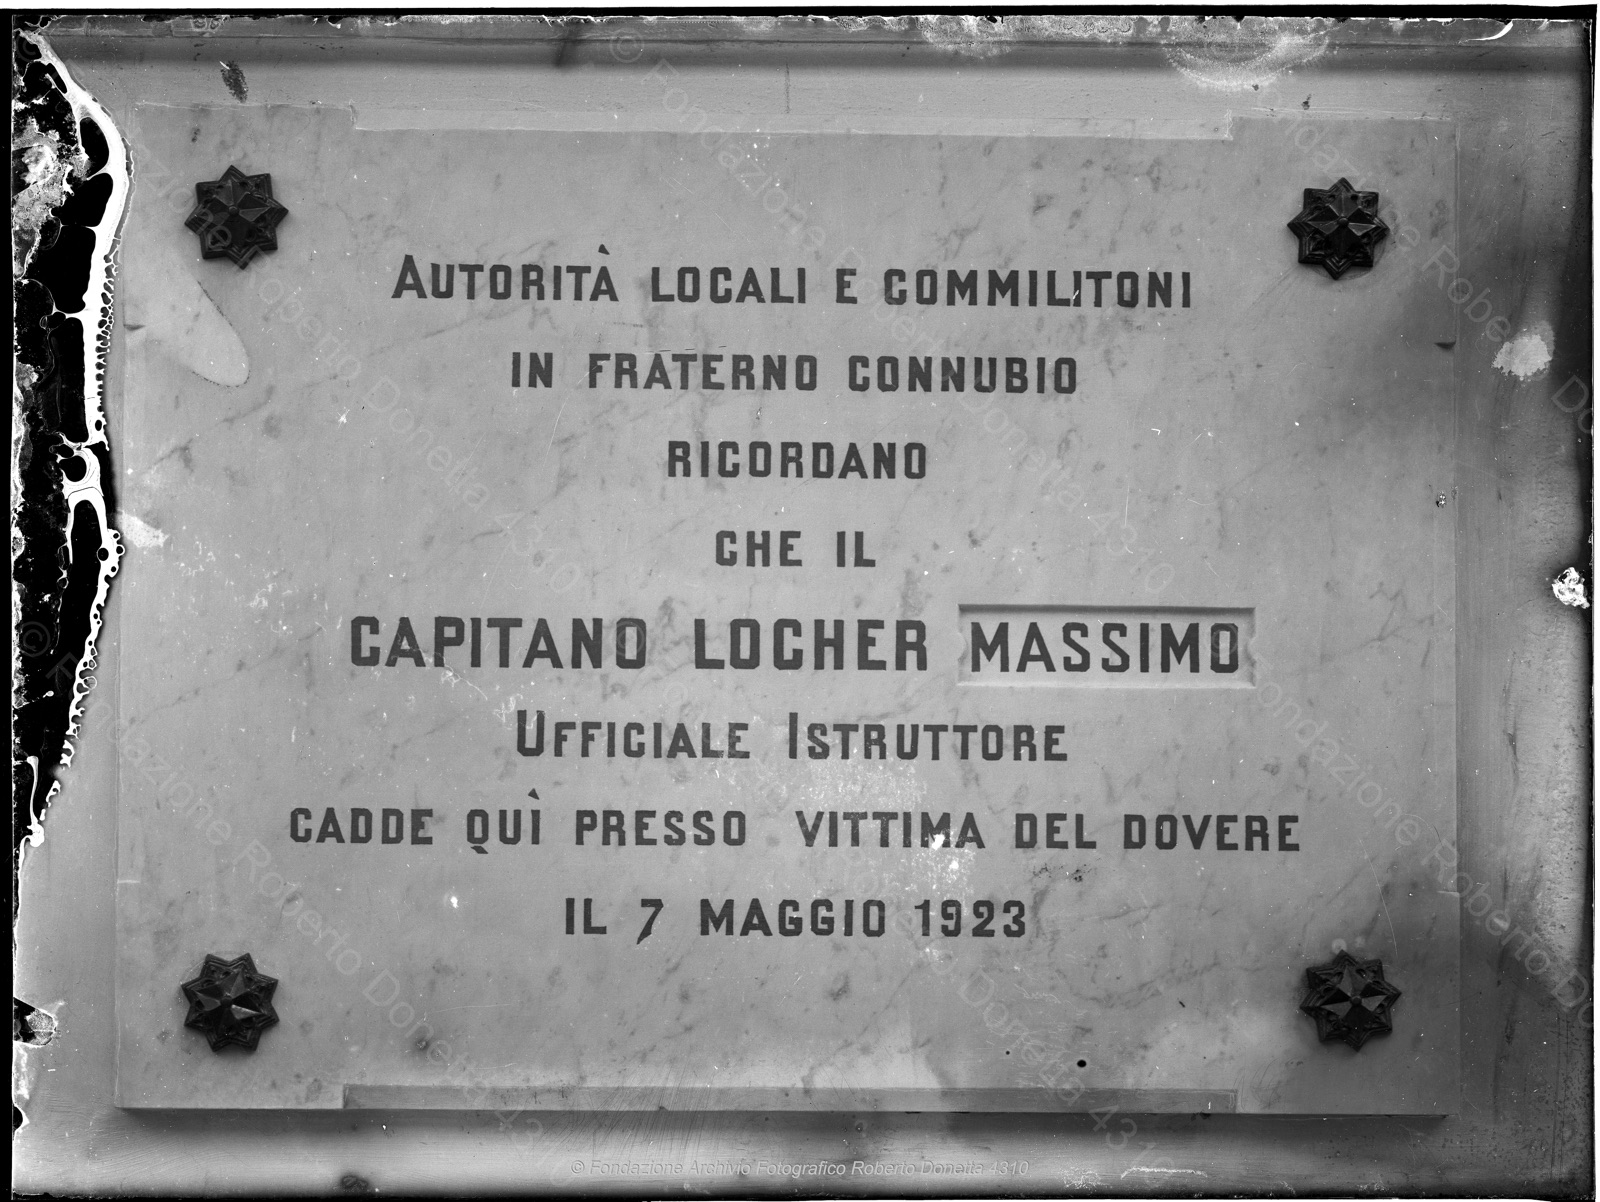 AUTORITÀ LOCALI E COMMILITONI
IN FRATERNO CONNUBIO
RICORDANO
CHE IL
CAPITANO LOCHER MASSIMO
UFFICIALE ISTRUTTORE
CADDE QUÌ PRESSO VITTIMA DEL DOVERE
IL 7 MAGGIO 1923
© Fondazione Archivio Fotografico Roberto Donetta 4310